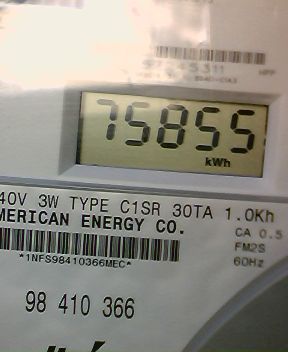 75855
kWh
40V 3W TYPE C1SR 30TA 1.0Kh
MERICAN ENERGY CO.
CA 0.5
FM2S
*1NFS98410366MEC*
60Hz
98 410 366